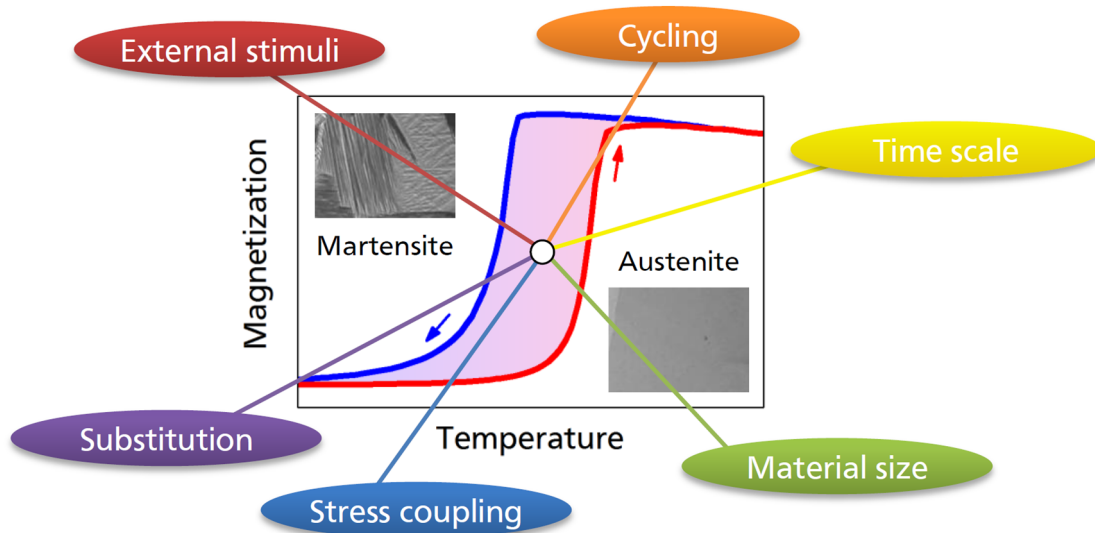 External stimuli
Cycling
Time scale
Magnetization
Martensite
Austenite
Substitution
Temperature
Material size
Stress coupling